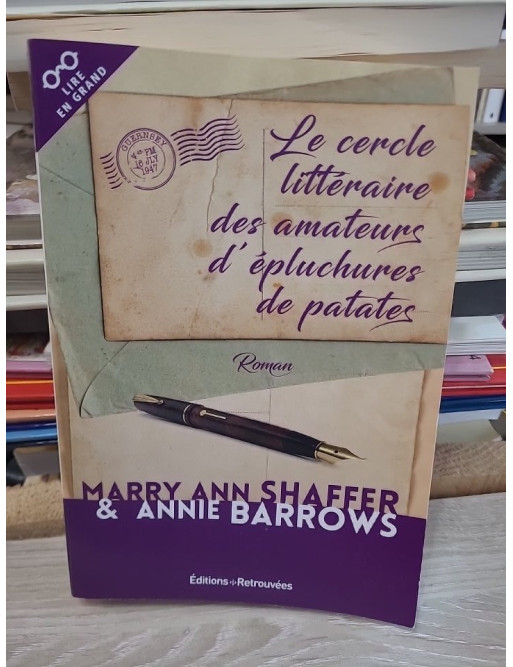 LIRE
EN GRAND
GUERNSEY
4 PM
18 JLY
1947
Le cercle
littéraire
des amateurs
d'épluchures
de patates
Roman
MARRY ANN SHAFFER
& ANNIE BARROWS
Éditions Retrouvées